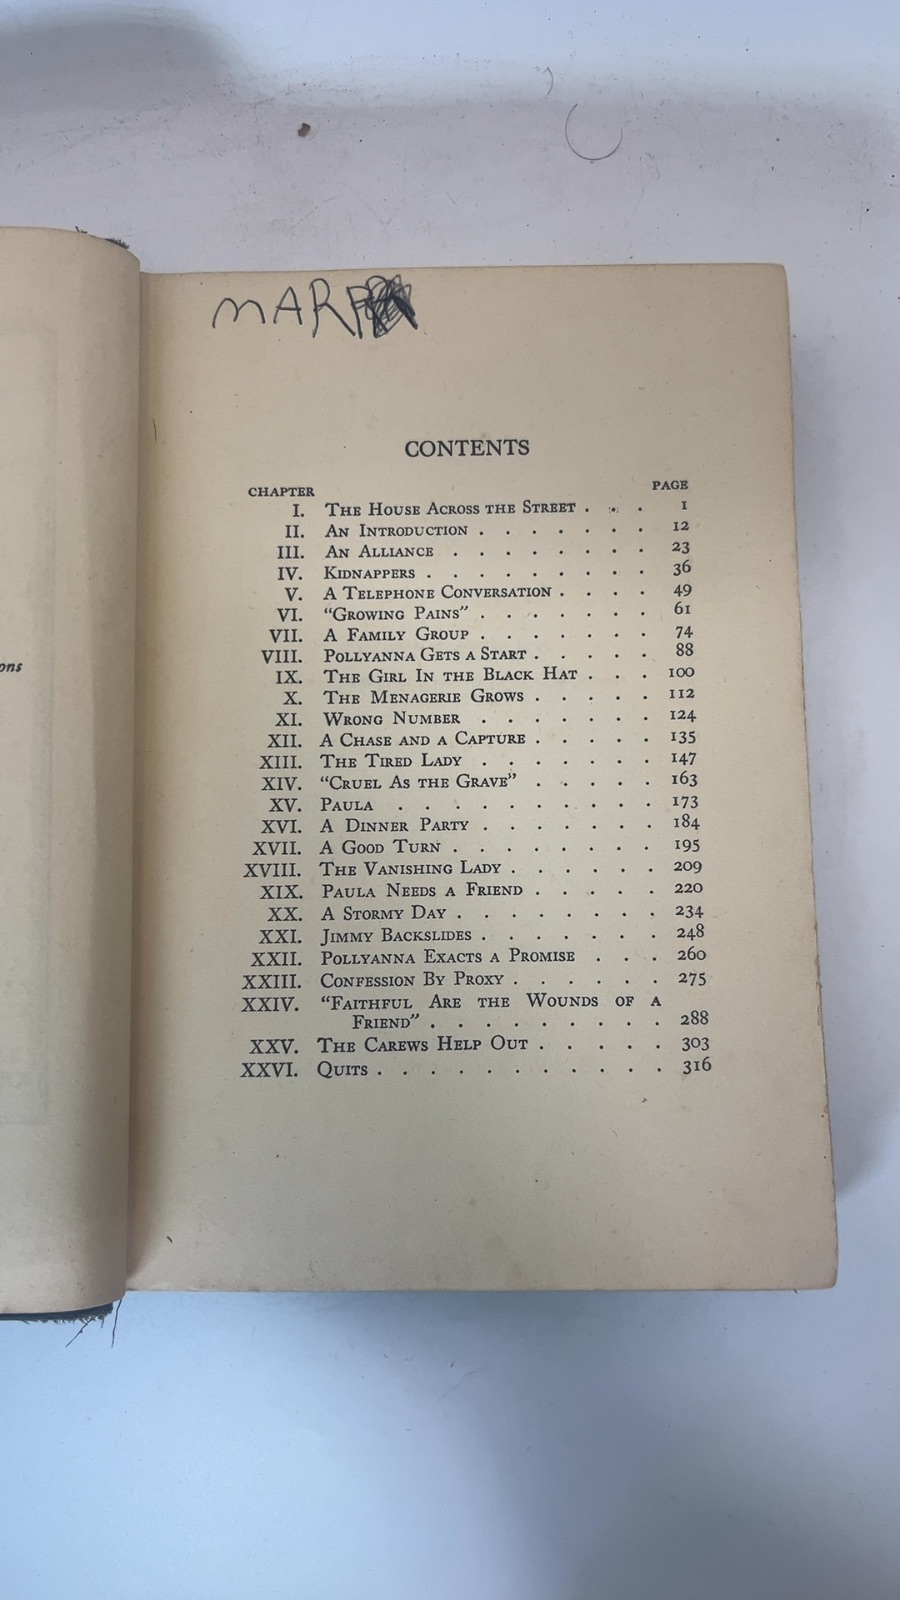 MAR
CONTENTS
CHAPTER PAGE
I. The House Across the Street . . . 1
II. An Introduction . . . . . . . 12
III. An Alliance . . . . . . . . 23
IV. Kidnappers . . . . . . . . . 36
V. A Telephone Conversation . . . . 49
VI. “Growing Pains” . . . . . . . 61
VII. A Family Group . . . . . . . 74
VIII. Pollyanna Gets a Start . . . . . 88
IX. The Girl In the Black Hat . . . 100
X. The Menagerie Grows . . . . . 112
XI. Wrong Number . . . . . . . 124
XII. A Chase and a Capture . . . . . 135
XIII. The Tired Lady . . . . . . . 147
XIV. “Cruel As the Grave” . . . . . 163
XV. Paula . . . . . . . . . . 173
XVI. A Dinner Party . . . . . . . 184
XVII. A Good Turn . . . . . . . . 195
XVIII. The Vanishing Lady . . . . . . 209
XIX. Paula Needs a Friend . . . . . 220
XX. A Stormy Day . . . . . . . . 234
XXI. Jimmy Backslides . . . . . . . 248
XXII. Pollyanna Exacts a Promise . . . 260
XXIII. Confession By Proxy . . . . . . 275
XXIV. “Faithful Are the Wounds of a
Friend” . . . . . . . . . 288
XXV. The Carews Help Out . . . . . 303
XXVI. Quits . . . . . . . . . . . 316
ons